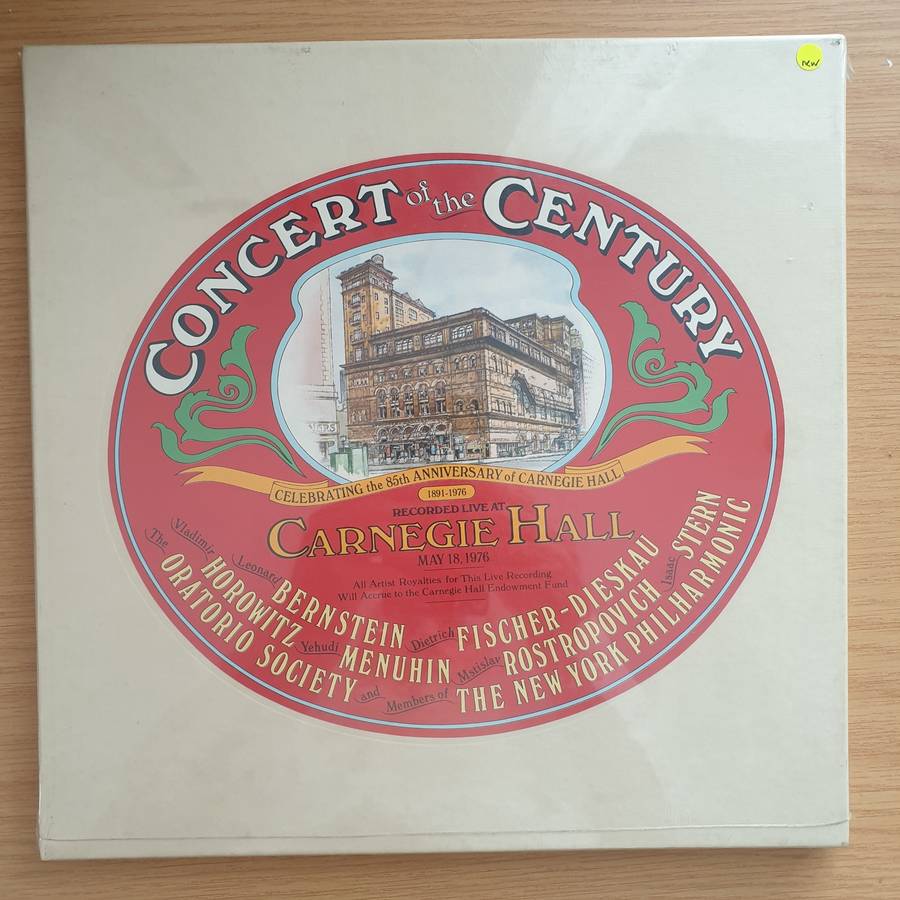 new
CONCERT of the CENTURY
CELEBRATING the 85th ANNIVERSARY of CARNEGIE HALL
1891-1976
RECORDED LIVE AT
CARNEGIE HALL
MAY 18, 1976
All Artist Royalties for This Live Recording
Will Accrue to the Carnegie Hall Endowment Fund
Leonard BERNSTEIN
Dietrich FISCHER-DIESKAU
Vladimir HOROWITZ
Yehudi MENUHIN
Mstislav ROSTROPOVICH
Isaac STERN
The ORATORIO SOCIETY
and Members of THE NEW YORK PHILHARMONIC